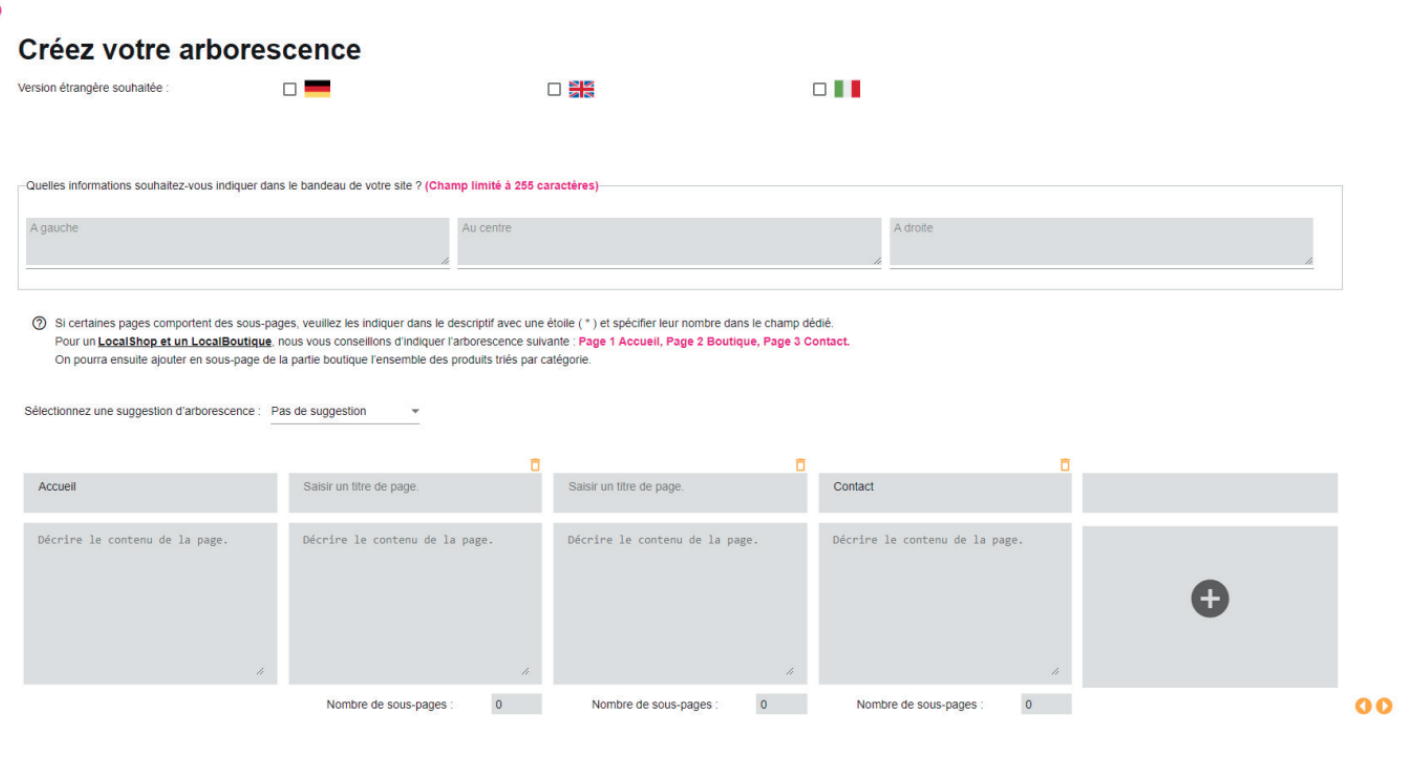 Créez votre arborescence
Version étrangère souhaitée :
Quelles informations souhaitez-vous indiquer dans le bandeau de votre site ? (Champ limité à 255 caractères)
A gauche
Au centre
A droite
Si certaines pages comportent des sous-pages, veuillez les indiquer dans le descriptif avec une étoile ( * ) et spécifier leur nombre dans le champ dédié.
Pour un LocalShop et un LocalBoutique, nous vous conseillons d'indiquer l'arborescence suivante : Page 1 Accueil, Page 2 Boutique, Page 3 Contact.
On pourra ensuite ajouter en sous-page de la partie boutique l'ensemble des produits triés par catégorie.
Sélectionnez une suggestion d'arborescence : Pas de suggestion
Accueil
Saisir un titre de page.
Saisir un titre de page.
Contact
Décrire le contenu de la page.
Décrire le contenu de la page.
Décrire le contenu de la page.
Décrire le contenu de la page.
Nombre de sous-pages : 0
Nombre de sous-pages : 0
Nombre de sous-pages : 0